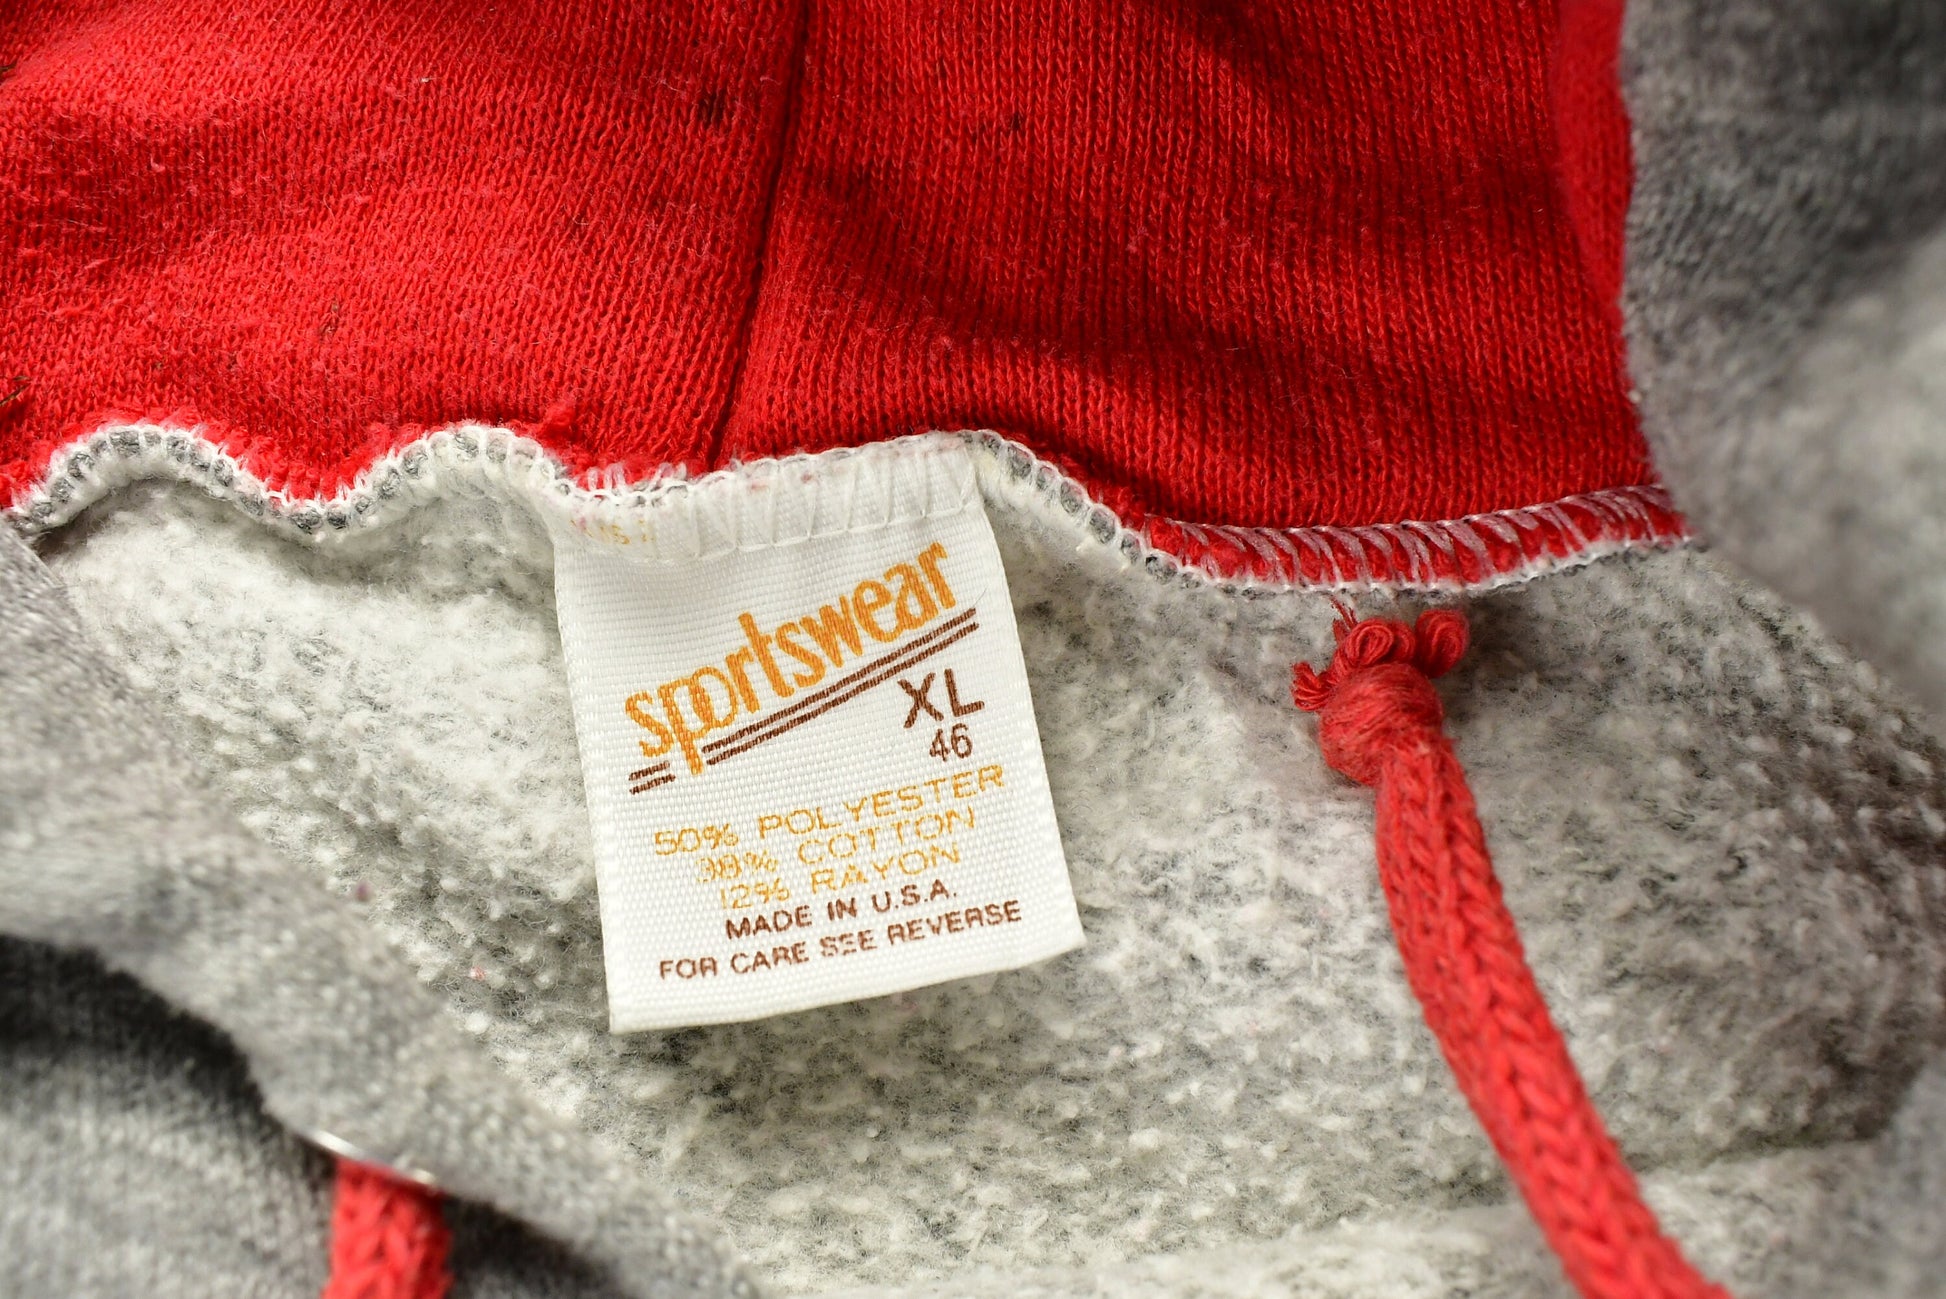 sportswear
XL
46
50% POLYESTER
38% COTTON
12% RAYON
MADE IN U.S.A.
FOR CARE SEE REVERSE